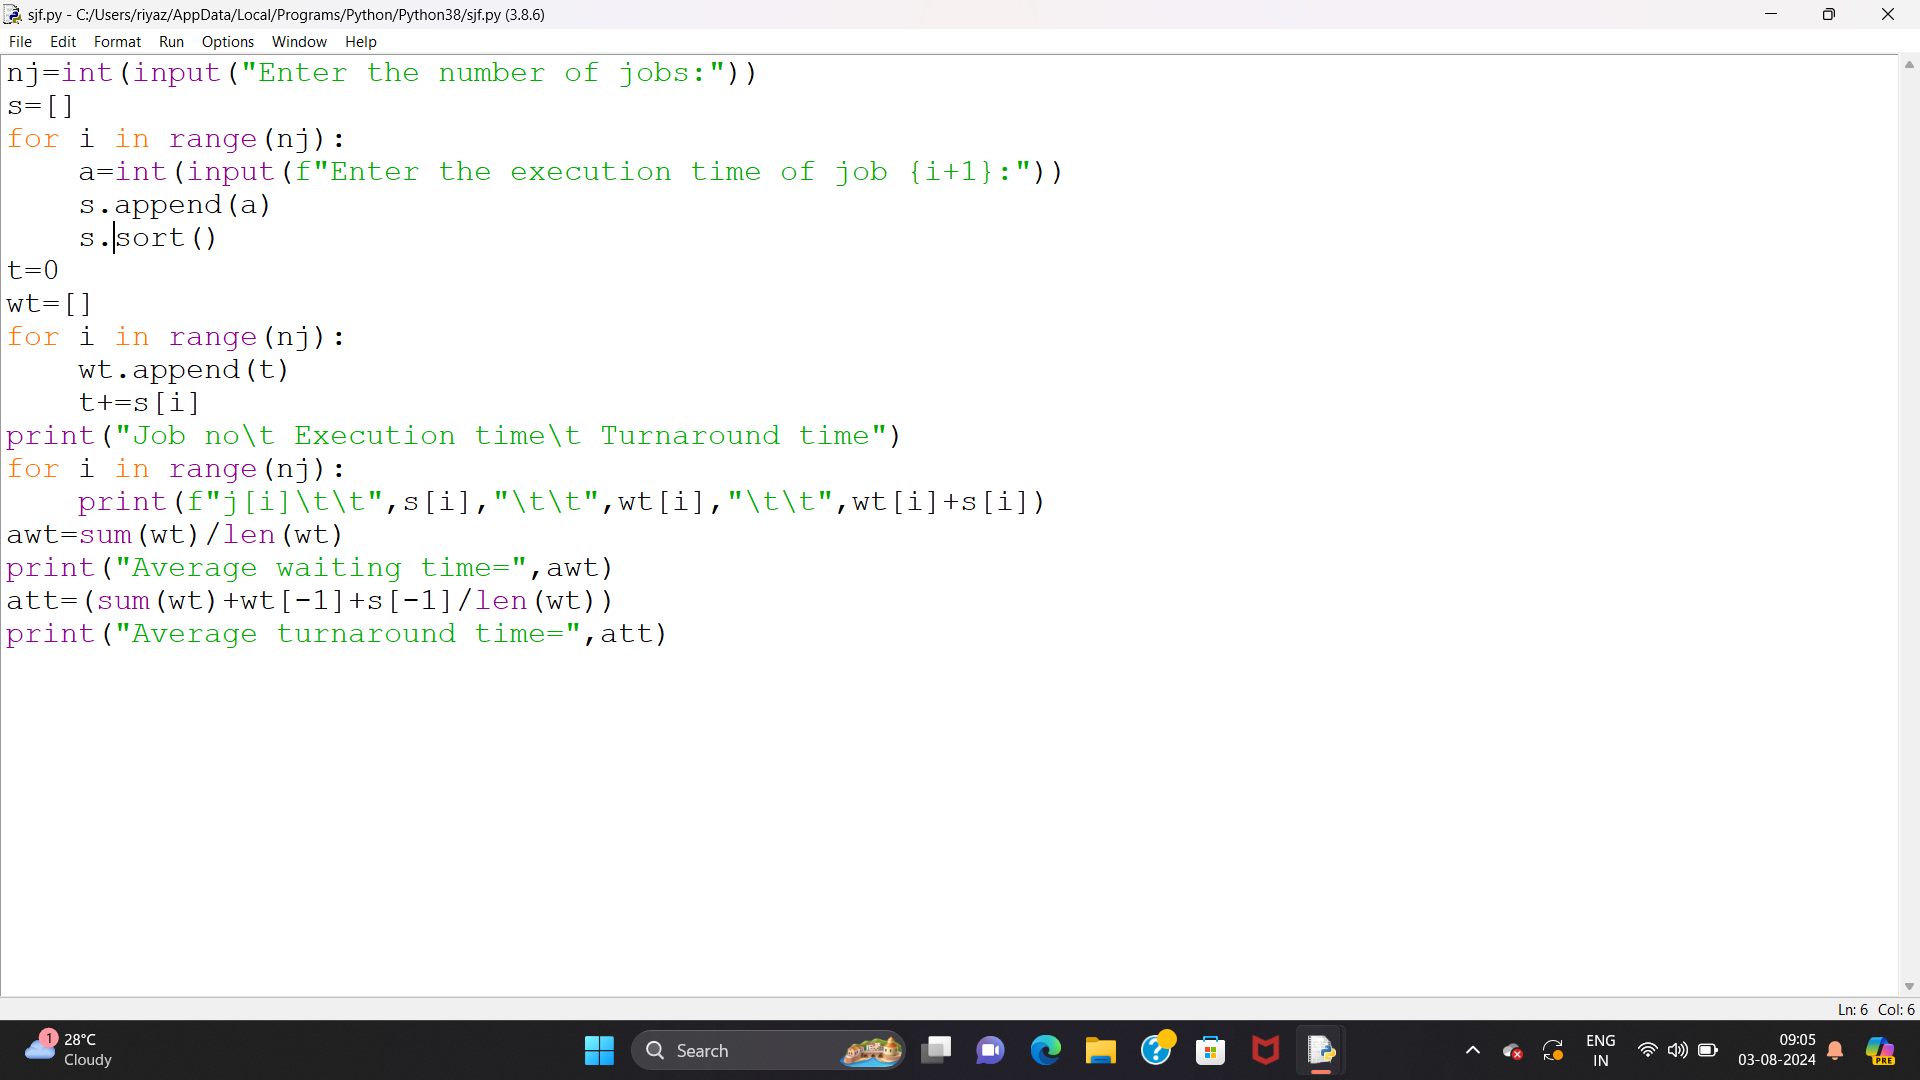 sjf.py - C:/Users/riyaz/AppData/Local/Programs/Python/Python38/sjf.py (3.8.6)
File Edit Format Run Options Window Help
nj=int(input("Enter the number of jobs:"))
s=[]
for i in range(nj):
    a=int(input(f"Enter the execution time of job {i+1}:"))
    s.append(a)
    s.sort()
t=0
wt=[]
for i in range(nj):
    wt.append(t)
    t+=s[i]
print("Job no\t Execution time\t Turnaround time")
for i in range(nj):
    print(f"j[i]\t\t",s[i],"\t\t",wt[i],"\t\t",wt[i]+s[i])
awt=sum(wt)/len(wt)
print("Average waiting time=",awt)
att=(sum(wt)+wt[-1]+s[-1]/len(wt))
print("Average turnaround time=",att)
Ln: 6 Col: 6
1
28°C
Cloudy
Search
ENG
IN
09:05
03-08-2024
PRE